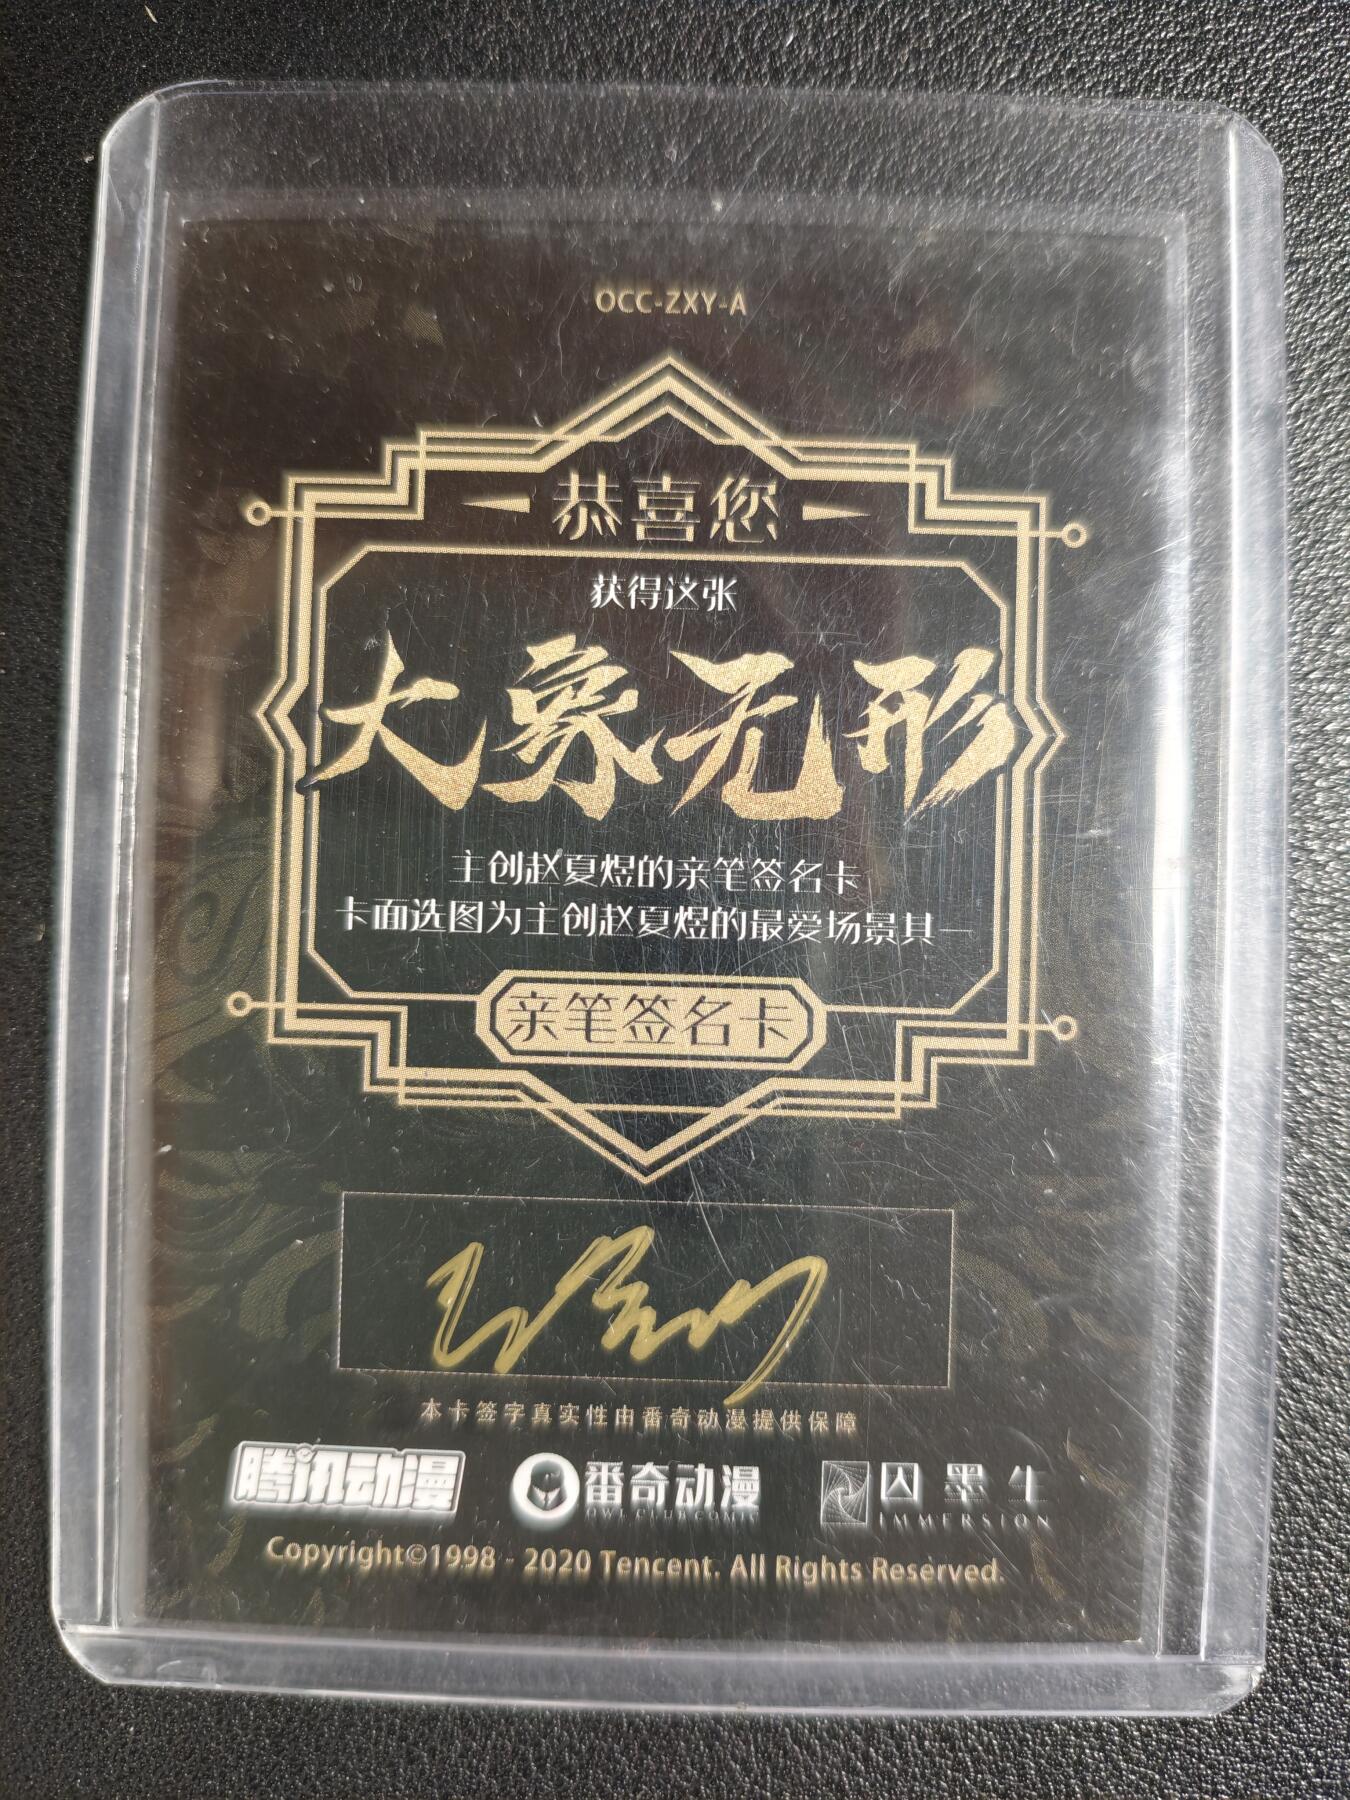 OCC-ZXY-A
恭喜您
获得这张
大象无形
主创赵夏煜的亲笔签名卡
卡面选图为主创赵夏煜的最爱场景其一
亲笔签名卡
本卡签字真实性由番奇动漫提供保障
腾讯动漫
番奇动漫
OWL CLUB COMIC
囚墨生
IMMERSION
Copyright©1998 - 2020 Tencent. All Rights Reserved.